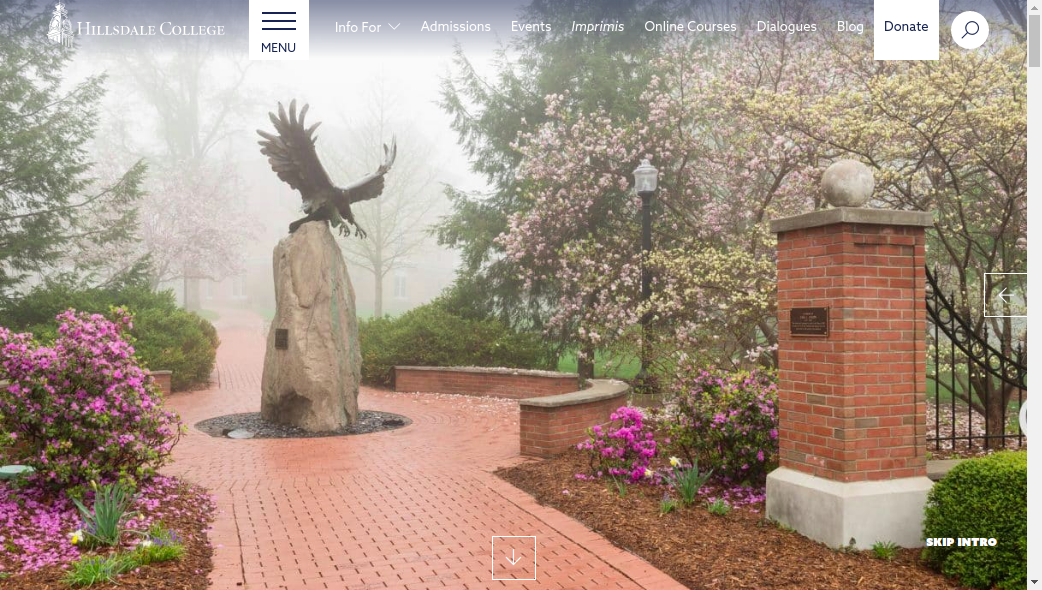 Hillsdale College
MENU
Info For
Admissions
Events
Imprimis
Online Courses
Dialogues
Blog
Donate
SKIP INTRO